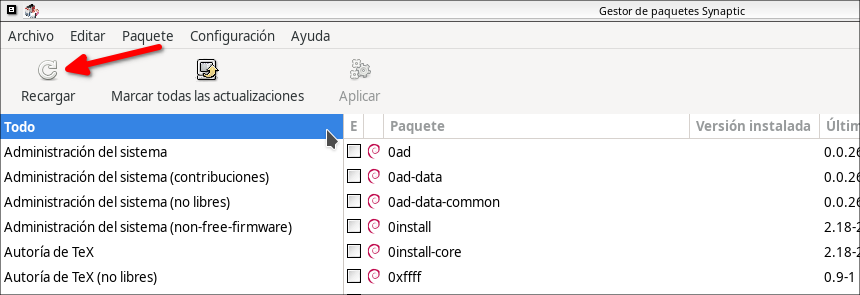 Gestor de paquetes Synaptic
Archivo Editar Paquete Configuración Ayuda
Recargar Marcar todas las actualizaciones Aplicar
Todo E Paquete Versión instalada Últim
Administración del sistema 0ad 0.0.26
Administración del sistema (contribuciones) 0ad-data 0.0.26
Administración del sistema (no libres) 0ad-data-common 0.0.26
Administración del sistema (non-free-firmware) 0install 2.18-2
Autoría de TeX 0install-core 2.18-2
Autoría de TeX (no libres) 0xffff 0.9-1